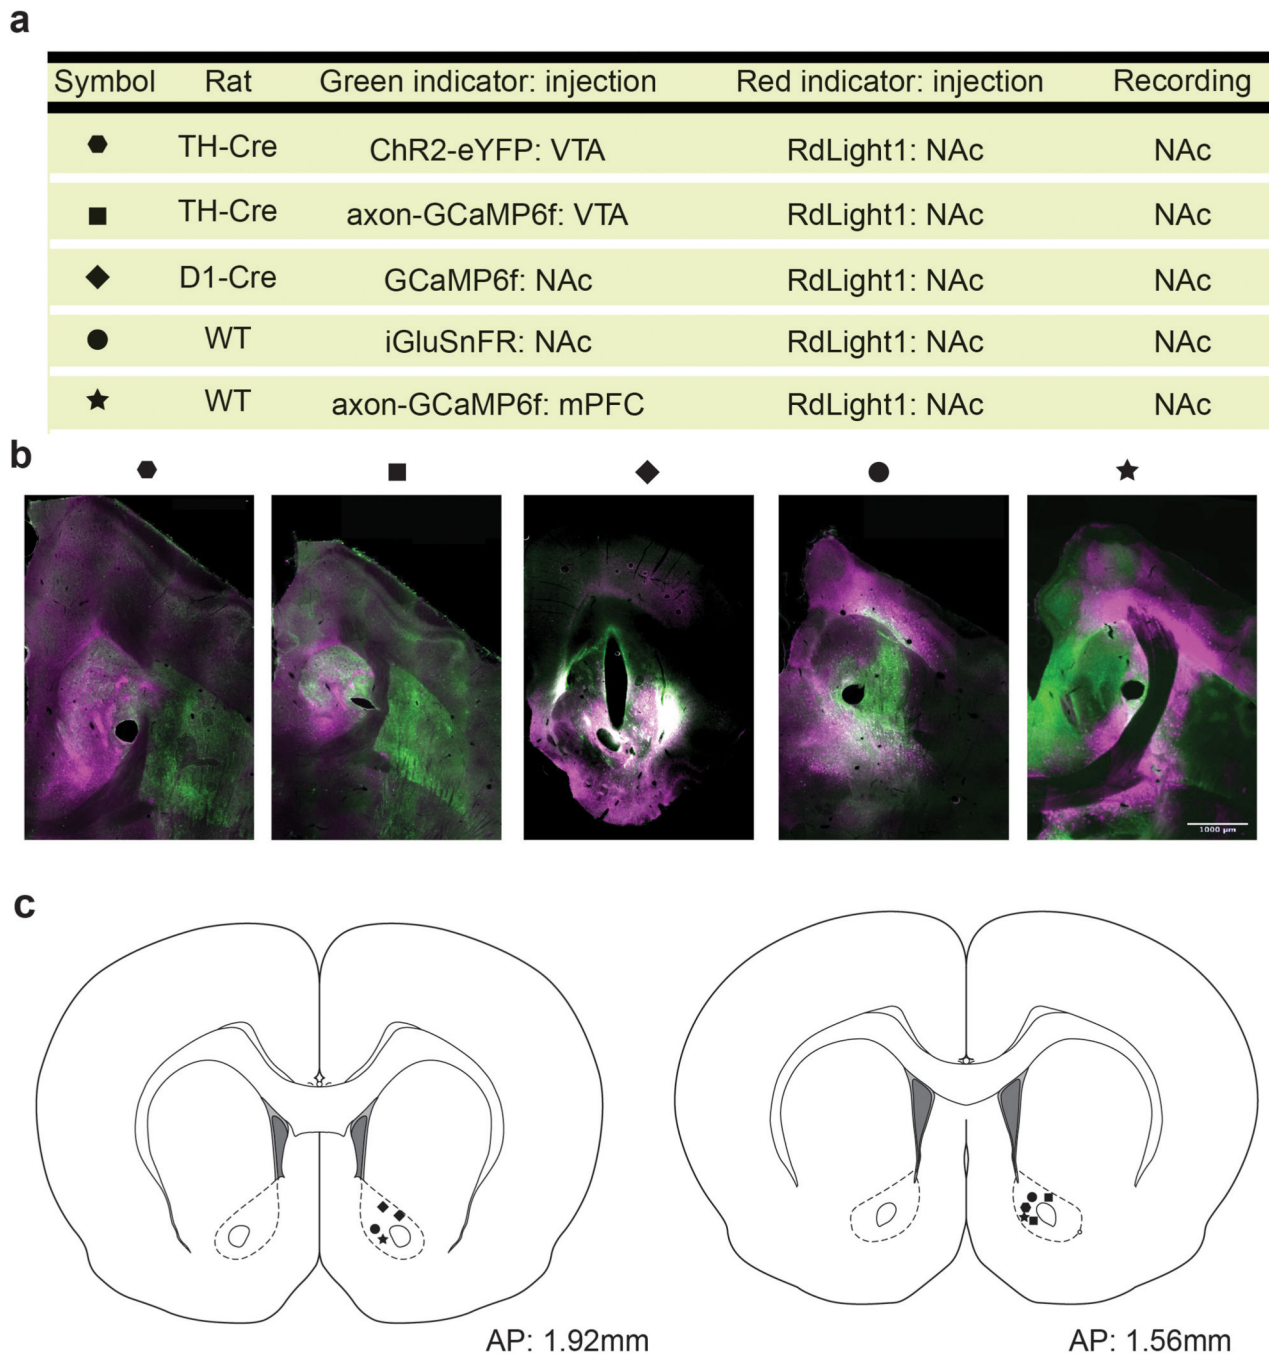 a
Symbol Rat Green indicator: injection Red indicator: injection Recording
TH-Cre ChR2-eYFP: VTA RdLight1: NAc NAc
TH-Cre axon-GCaMP6f: VTA RdLight1: NAc NAc
D1-Cre GCaMP6f: NAc RdLight1: NAc NAc
WT iGluSnFR: NAc RdLight1: NAc NAc
WT axon-GCaMP6f: mPFC RdLight1: NAc NAc
b
1000 μm
c
AP: 1.92mm AP: 1.56mm